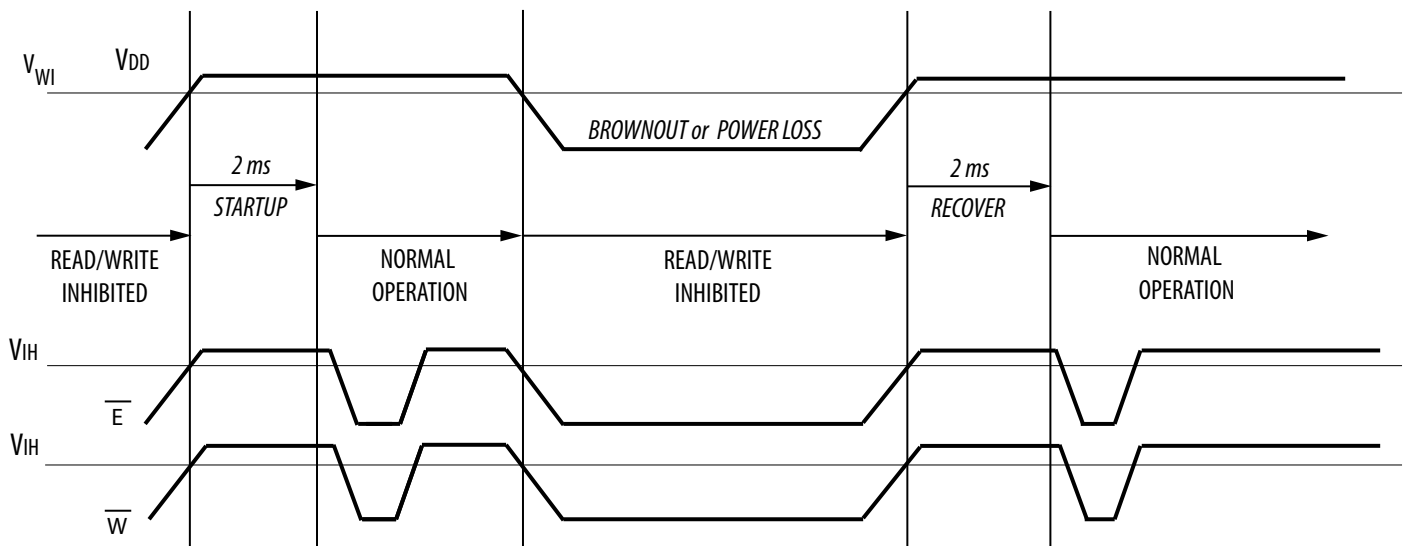 VWI VDD
BROWNOUT or POWER LOSS
2 ms
STARTUP
2 ms
RECOVER
READ/WRITE
INHIBITED
NORMAL
OPERATION
READ/WRITE
INHIBITED
NORMAL
OPERATION
VIH
E
VIH
W